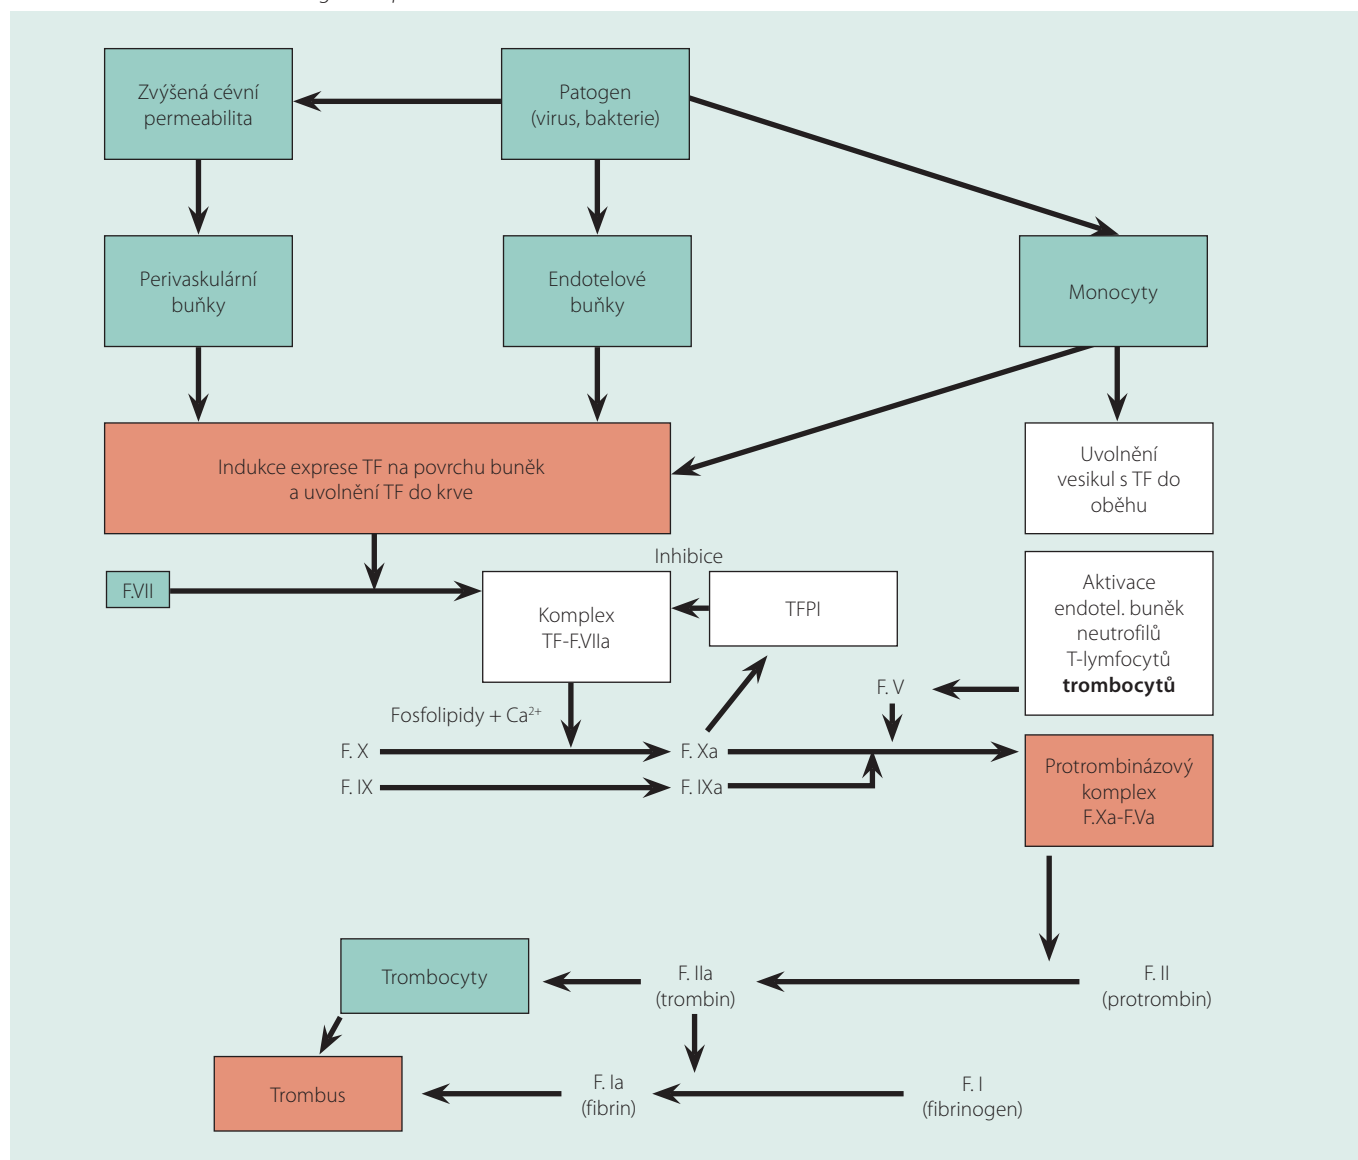 Zvýšená cévní
permeabilita
Patogen
(virus, bakterie)
Perivaskulární
buňky
Endotelové
buňky
Monocyty
Indukce exprese TF na povrchu buněk
a uvolnění TF do krve
Uvolnění
vesikul s TF do
oběhu
Inhibice
F.VII
Komplex
TF-F.VIIa
TFPI
Aktivace
endotel. buněk
neutrofilů
T-lymfocytů
trombocytů
F. V
Fosfolipidy + Ca²⁺
F. X
F. Xa
F. IX
F. IXa
Protrombinázový
komplex
F.Xa-F.Va
Trombocyty
F. IIa
(trombin)
F. II
(protrombin)
Trombus
F. Ia
(fibrin)
F. I
(fibrinogen)